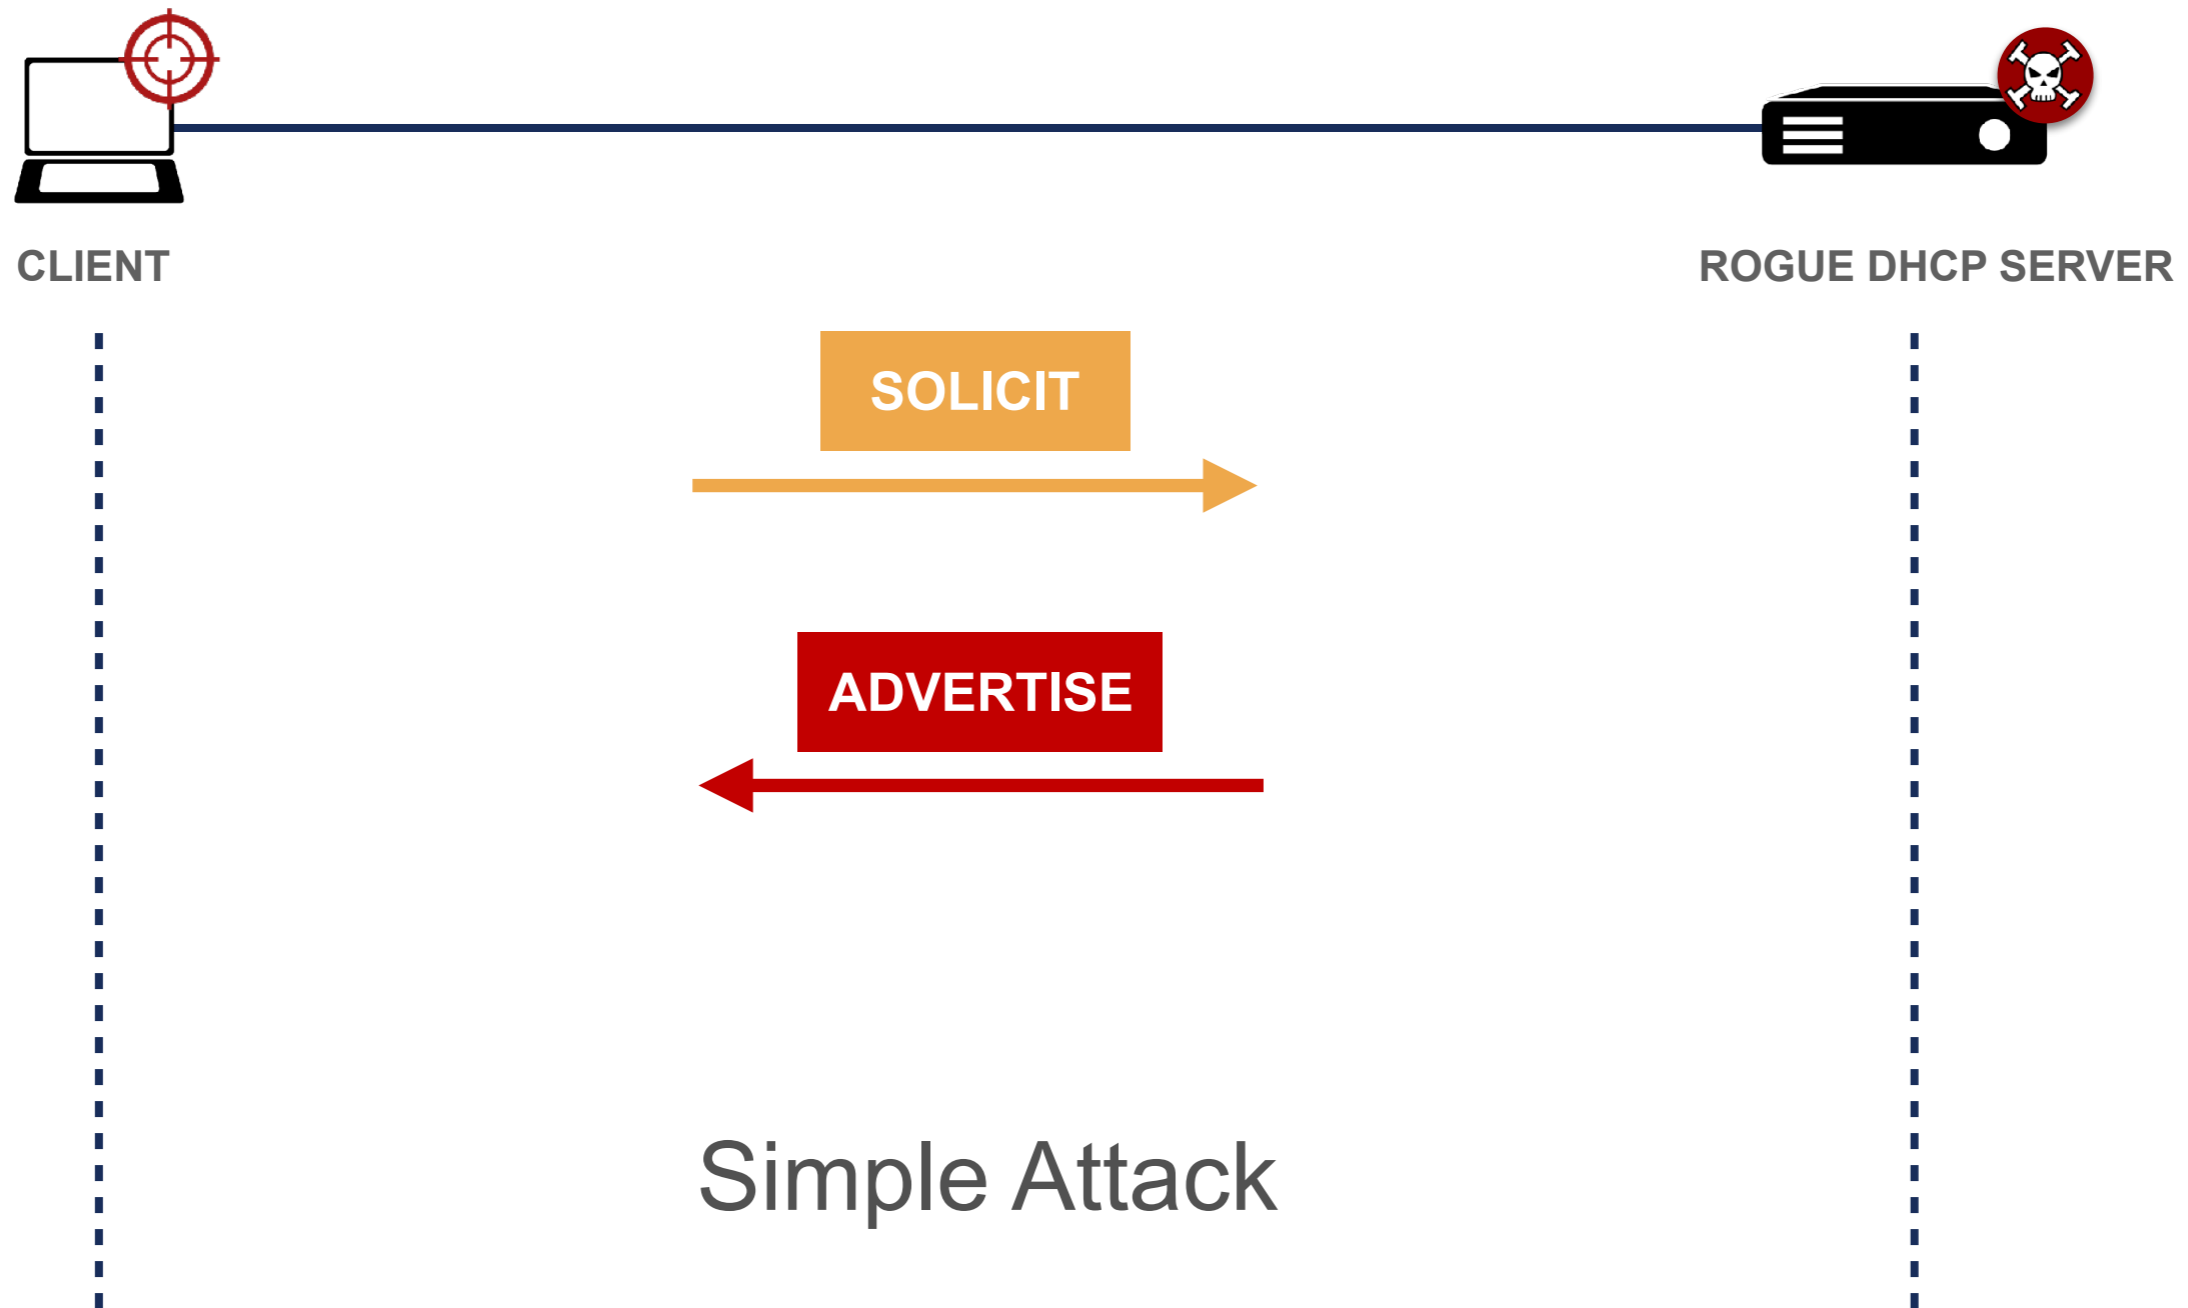 CLIENT
ROGUE DHCP SERVER
SOLICIT
ADVERTISE
Simple Attack